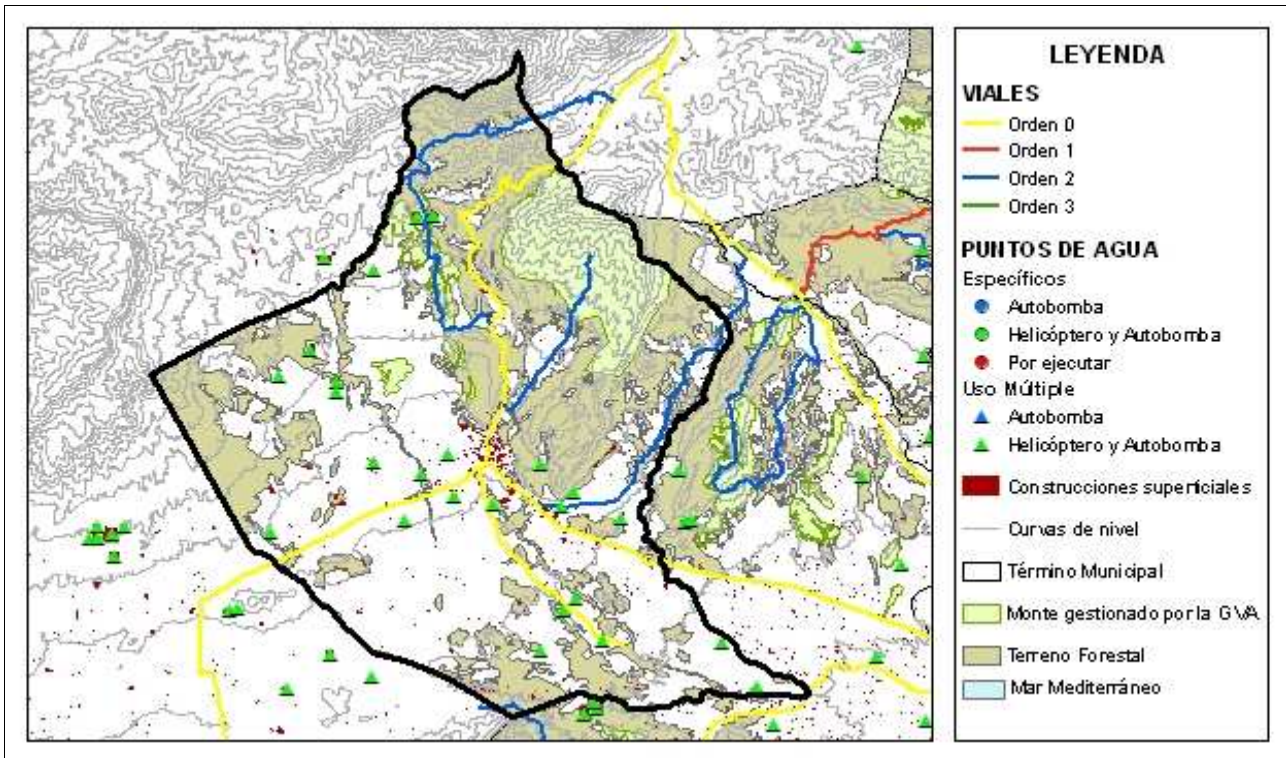 LEYENDA
VIALES
Orden 0
Orden 1
Orden 2
Orden 3
PUNTOS DE AGUA
Específicos
Autobomba
Helicóptero y Autobomba
Por ejecutar
Uso Múltiple
Autobomba
Helicóptero y Autobomba
Construcciones superficiales
Curvas de nivel
Término Municipal
Monte gestionado por la GVA
Terreno Forestal
Mar Mediterráneo